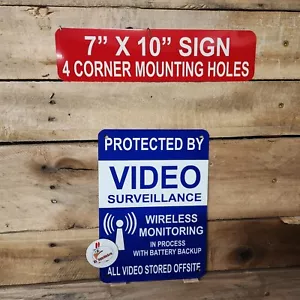 7” X 10” SIGN
4 CORNER MOUNTING HOLES
PROTECTED BY
VIDEO
SURVEILLANCE
WIRELESS
MONITORING
IN PROCESS
WITH BATTERY BACKUP
ALL VIDEO STORED OFFSITE